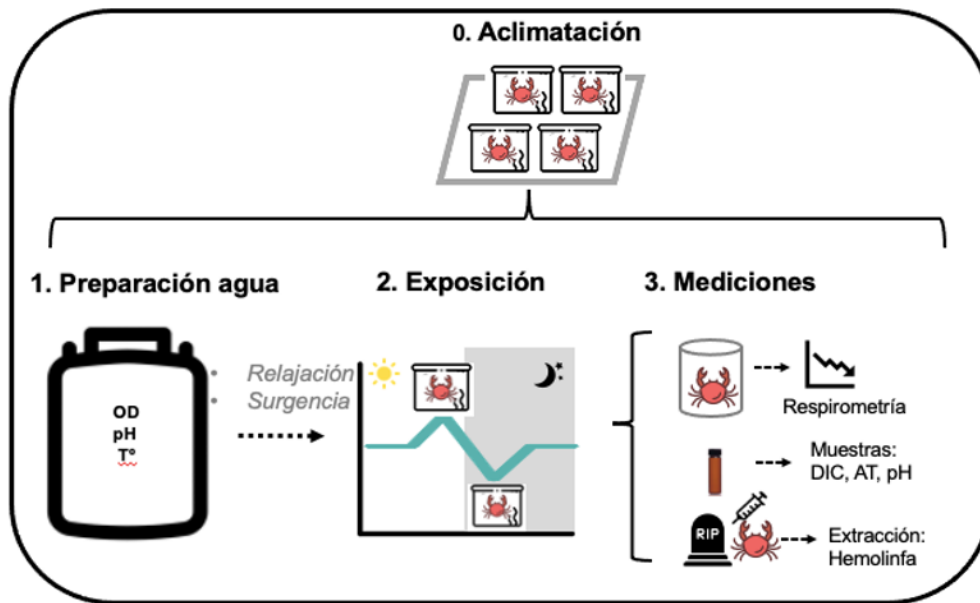 0. Aclimatación
1. Preparación agua
2. Exposición
3. Mediciones
OD
pH
Tº
Relajación
Surgencia
Respirometría
Muestras:
DIC, AT, pH
RIP
Extracción:
Hemolinfa